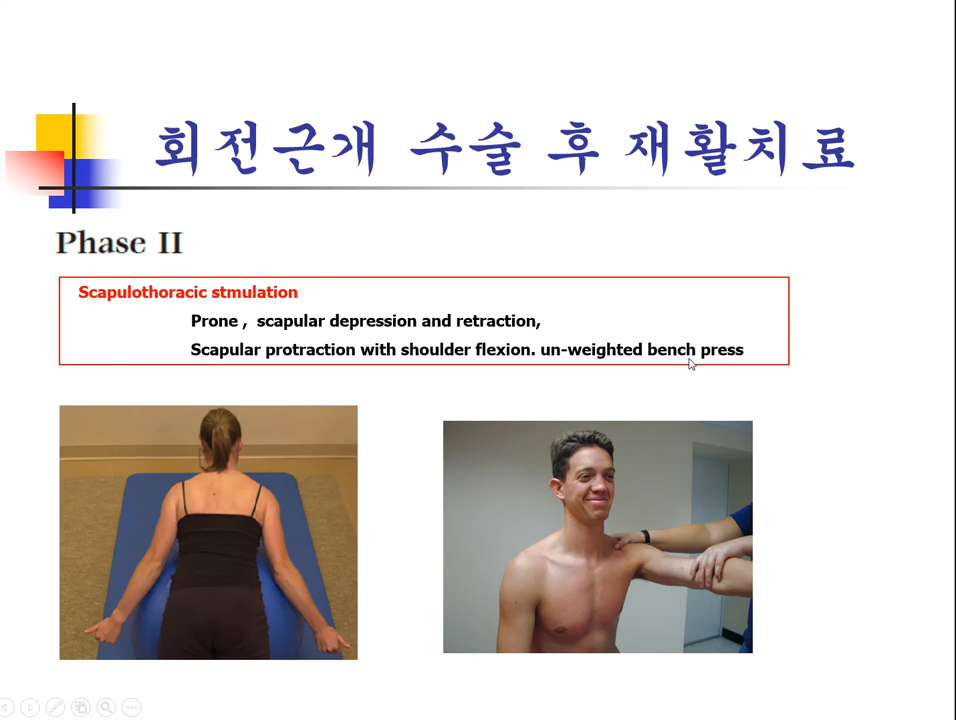 회전근개 수술 후 재활치료
Phase II
Scapulothoracic stmulation
Prone , scapular depression and retraction,
Scapular protraction with shoulder flexion. un-weighted bench press